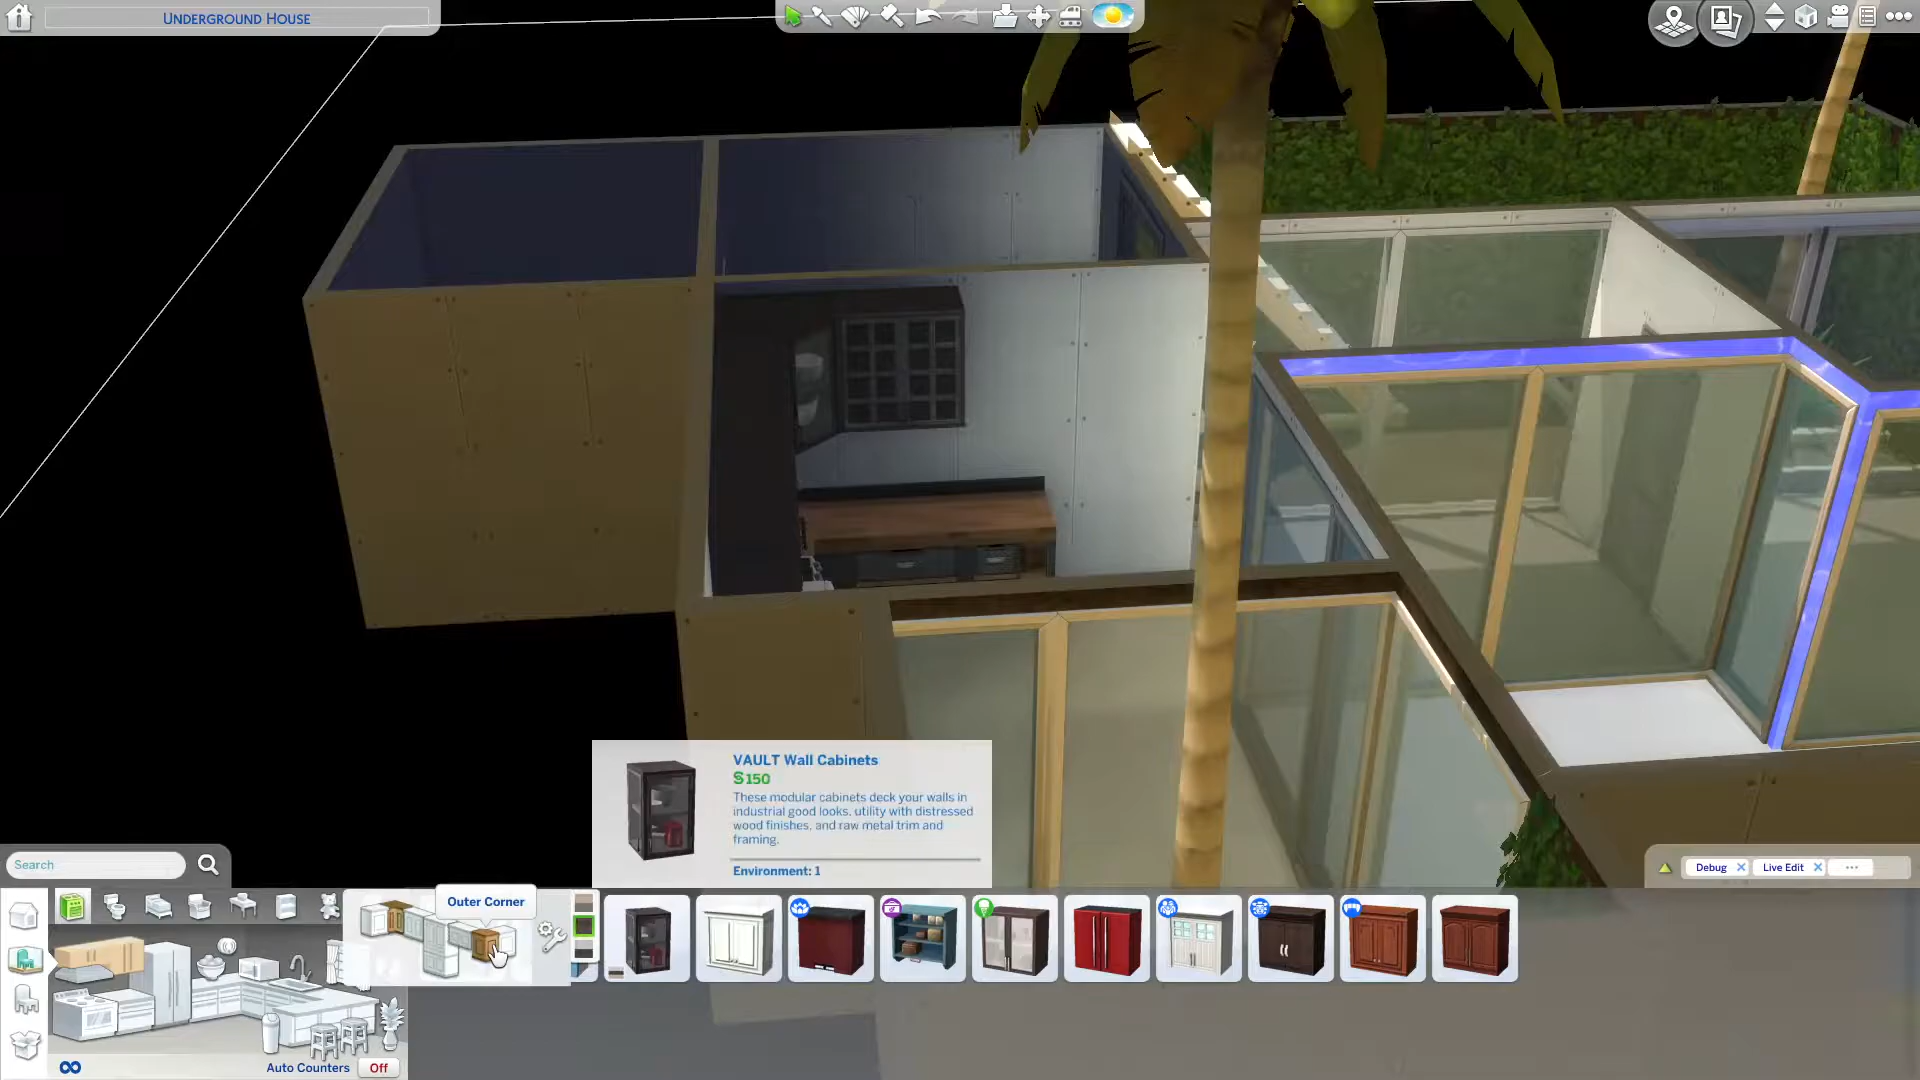 UNDERGROUND HOUSE
VAULT Wall Cabinets
§150
These modular cabinets deck your walls in
industrial good looks, utility with distressed
wood finishes, and raw metal trim and
framing.
Environment: 1
Search
Debug
Live Edit
Outer Corner
Auto Counters Off